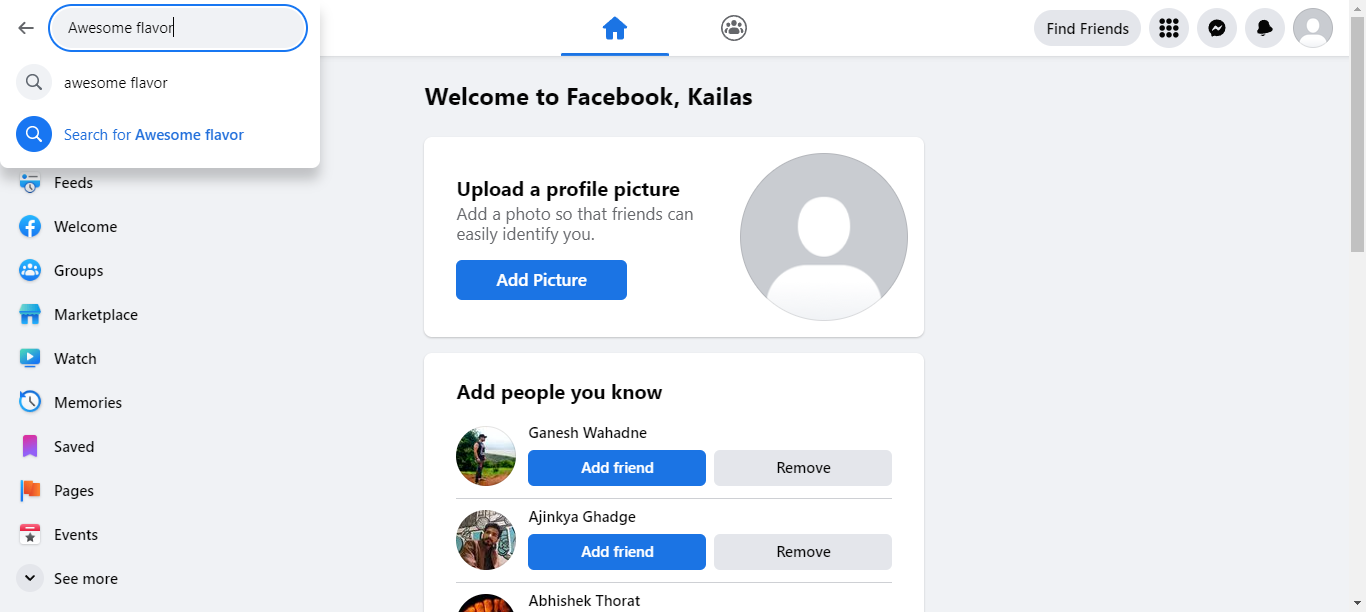 Awesome flavor
awesome flavor
Search for Awesome flavor
Feeds
Welcome
Groups
Marketplace
Watch
Memories
Saved
Pages
Events
See more
Find Friends
Welcome to Facebook, Kailas
Upload a profile picture
Add a photo so that friends can
easily identify you.
Add Picture
Add people you know
Ganesh Wahadne
Add friend Remove
Ajinkya Ghadge
Add friend Remove
Abhishek Thorat